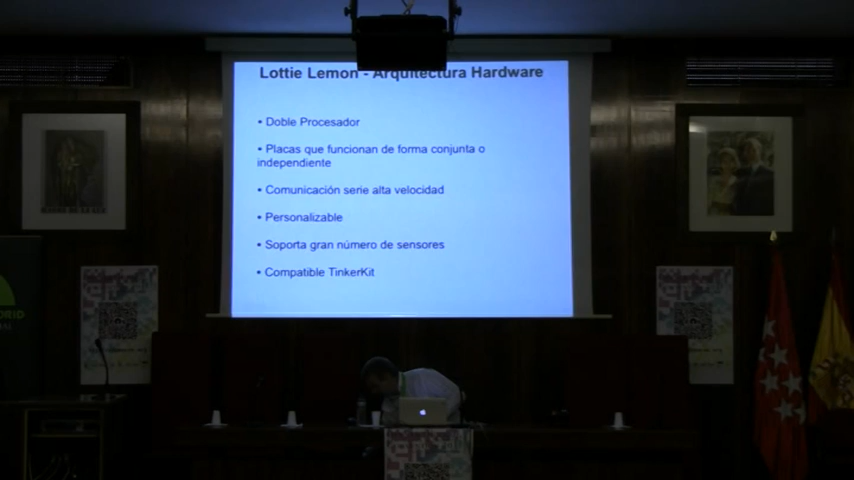 Lottie Lemon - Arquitectura Hardware
• Doble Procesador
• Placas que funcionan de forma conjunta o
independiente
• Comunicación serie alta velocidad
• Personalizable
• Soporta gran número de sensores
• Compatible TinkerKit